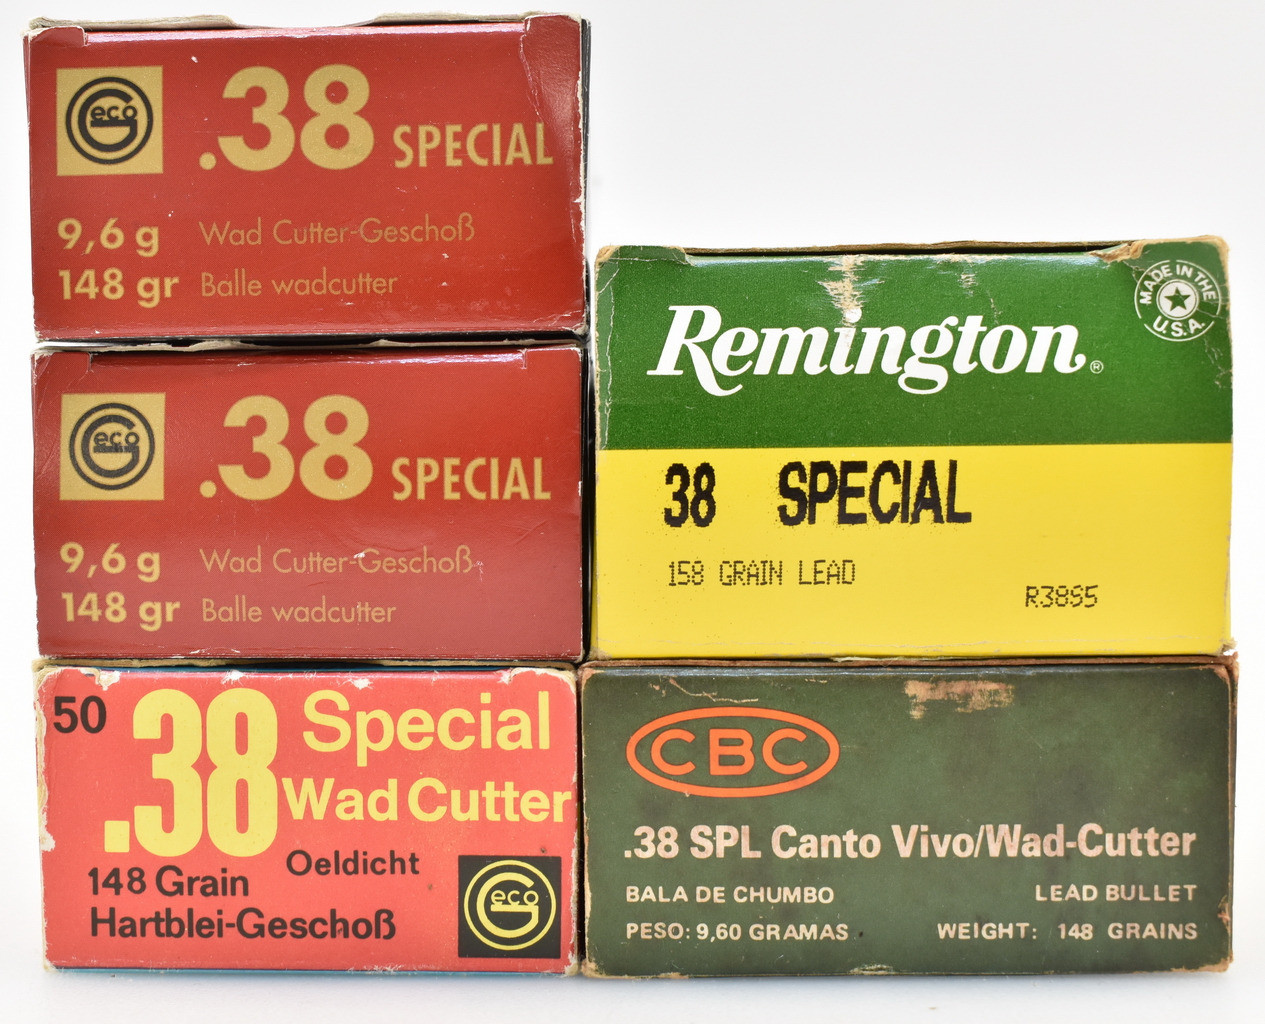 Geco
.38 SPECIAL
9,6 g Wad Cutter-Geschoß
148 gr Balle wadcutter
Geco
.38 SPECIAL
9,6 g Wad Cutter-Geschoß
148 gr Balle wadcutter
50 .38 Special
Wad Cutter
Oeldicht
148 Grain
Hartblei-Geschoß
Geco
MADE IN THE
U.S.A.
Remington®
38 SPECIAL
158 GRAIN LEAD
R38S5
CBC
.38 SPL Canto Vivo/Wad-Cutter
BALA DE CHUMBO LEAD BULLET
PESO: 9,60 GRAMAS WEIGHT: 148 GRAINS